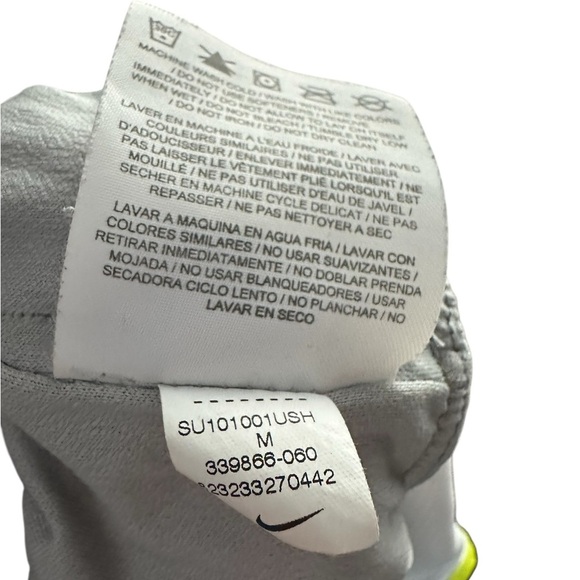 MACHINE WASH COLD / WASH WITH LIKE COLORS
/ DO NOT USE SOFTENERS / REMOVE
IMMEDIATELY / DO NOT ALLOW TO LAY ON ITSELF
WHEN WET / DO NOT BLEACH / TUMBLE DRY LOW
/ DO NOT IRON / DO NOT DRY CLEAN
LAVER EN MACHINE A L'EAU FROIDE / LAVER AVEC
COULEURS SIMILAIRES / NE PAS UTILISER
D'ADOUCISSEUR / ENLEVER IMMEDIATEMENT / NE
PAS LAISSER LE VÊTEMENT PLIÉ LORSQU'IL EST
MOUILLÉ / NE PAS UTILISER D'EAU DE JAVEL /
SECHER EN MACHINE CYCLE DELICAT / NE PAS
REPASSER / NE PAS NETTOYER A SEC
LAVAR A MAQUINA EN AGUA FRIA / LAVAR CON
COLORES SIMILARES / NO USAR SUAVIZANTES /
RETIRAR INMEDIATAMENTE / NO DOBLAR PRENDA
MOJADA / NO USAR BLANQUEADORES / USAR
SECADORA CICLO LENTO / NO PLANCHAR / NO
LAVAR EN SECO
SU101001USH
M
339866-060
23233270442